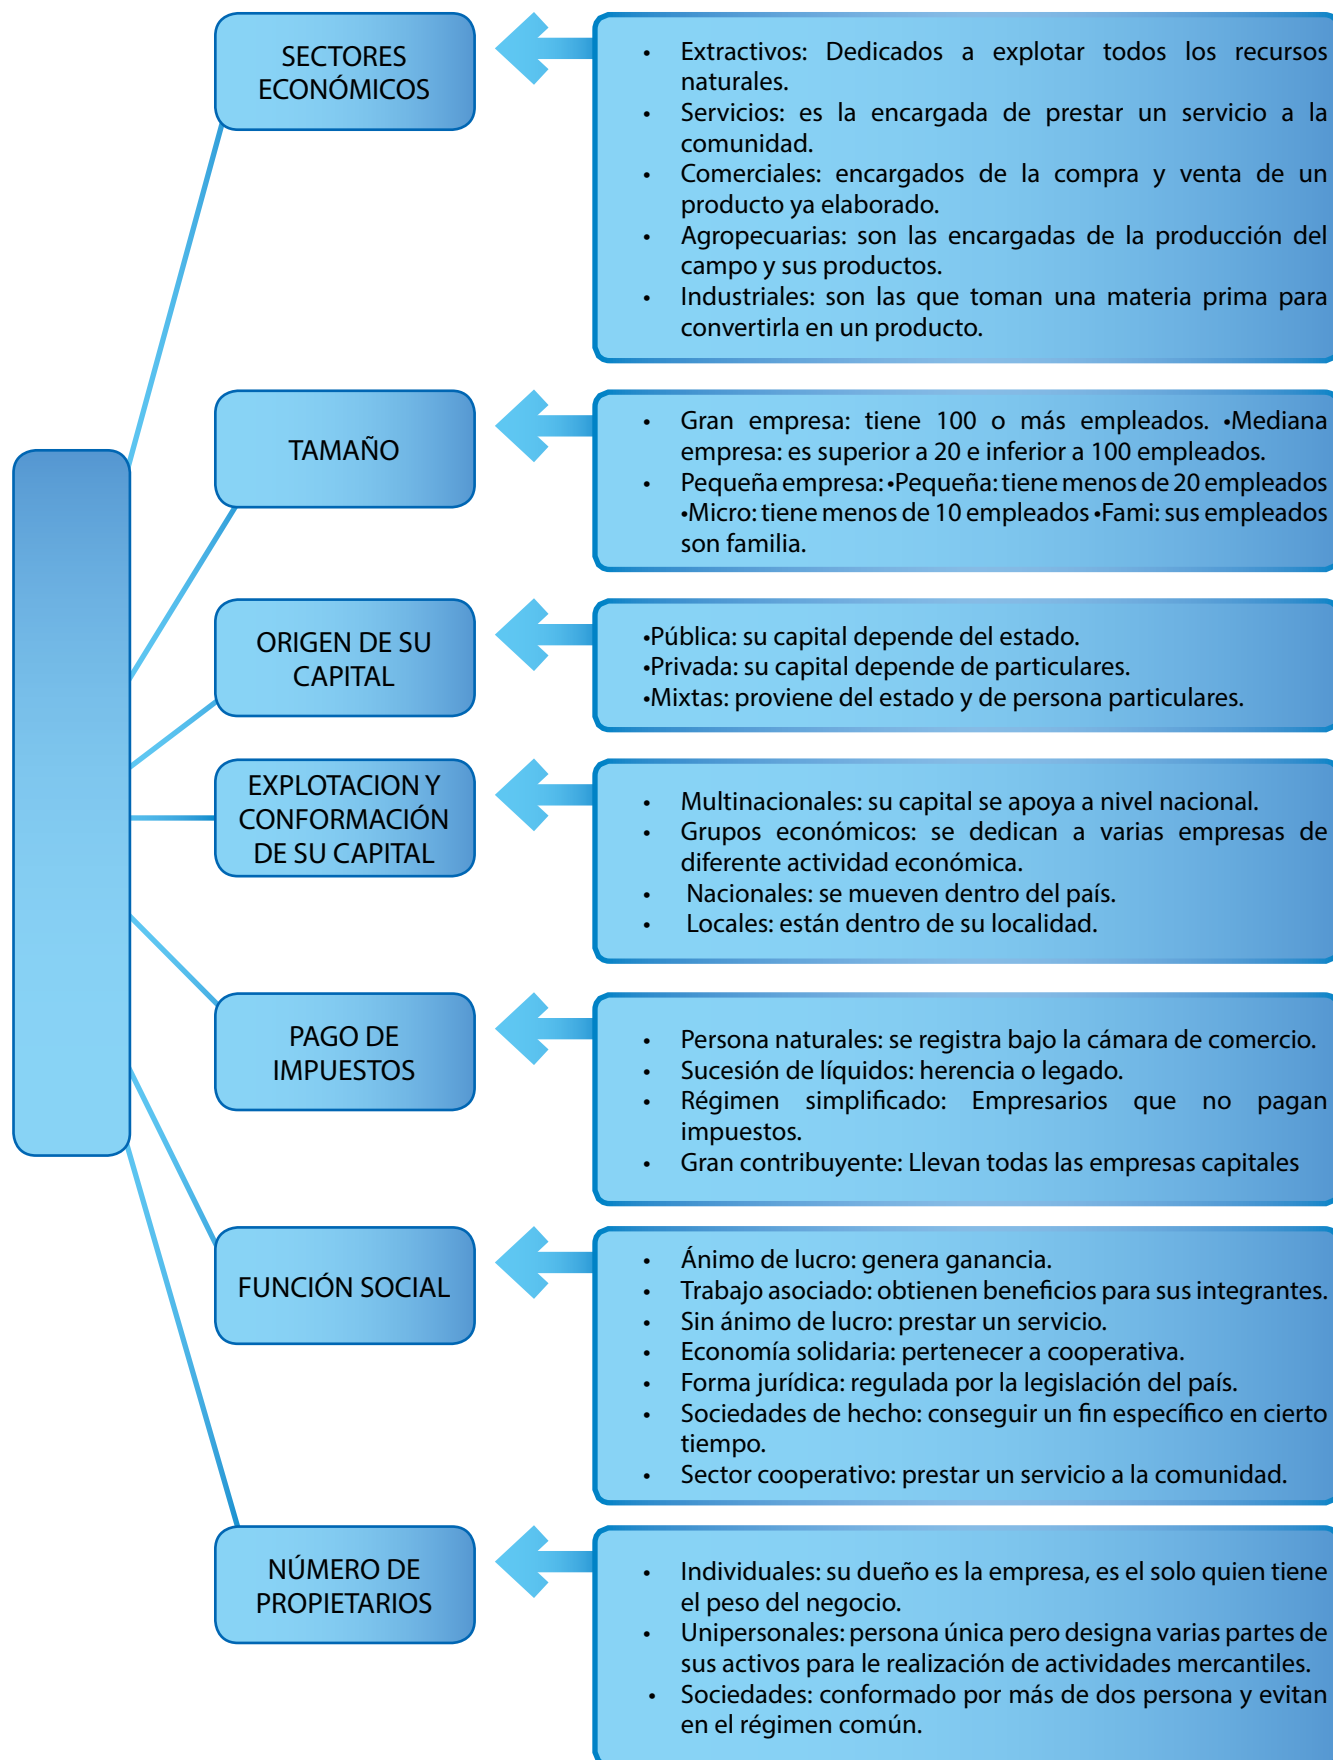 SECTORES
ECONÓMICOS
• Extractivos: Dedicados a explotar todos los recursos
naturales.
• Servicios: es la encargada de prestar un servicio a la
comunidad.
• Comerciales: encargados de la compra y venta de un
producto ya elaborado.
• Agropecuarias: son las encargadas de la producción del
campo y sus productos.
• Industriales: son las que toman una materia prima para
convertirla en un producto.
TAMAÑO
• Gran empresa: tiene 100 o más empleados. •Mediana
empresa: es superior a 20 e inferior a 100 empleados.
• Pequeña empresa: •Pequeña: tiene menos de 20 empleados
•Micro: tiene menos de 10 empleados •Fami: sus empleados
son familia.
ORIGEN DE SU
CAPITAL
•Pública: su capital depende del estado.
•Privada: su capital depende de particulares.
•Mixtas: proviene del estado y de persona particulares.
EXPLOTACION Y
CONFORMACIÓN
DE SU CAPITAL
• Multinacionales: su capital se apoya a nivel nacional.
• Grupos económicos: se dedican a varias empresas de
diferente actividad económica.
• Nacionales: se mueven dentro del país.
• Locales: están dentro de su localidad.
PAGO DE
IMPUESTOS
• Persona naturales: se registra bajo la cámara de comercio.
• Sucesión de líquidos: herencia o legado.
• Régimen simplificado: Empresarios que no pagan
impuestos.
• Gran contribuyente: Llevan todas las empresas capitales
FUNCIÓN SOCIAL
• Ánimo de lucro: genera ganancia.
• Trabajo asociado: obtienen beneficios para sus integrantes.
• Sin ánimo de lucro: prestar un servicio.
• Economía solidaria: pertenecer a cooperativa.
• Forma jurídica: regulada por la legislación del país.
• Sociedades de hecho: conseguir un fin específico en cierto
tiempo.
• Sector cooperativo: prestar un servicio a la comunidad.
NÚMERO DE
PROPIETARIOS
• Individuales: su dueño es la empresa, es el solo quien tiene
el peso del negocio.
• Unipersonales: persona única pero designa varias partes de
sus activos para le realización de actividades mercantiles.
• Sociedades: conformado por más de dos persona y evitan
en el régimen común.